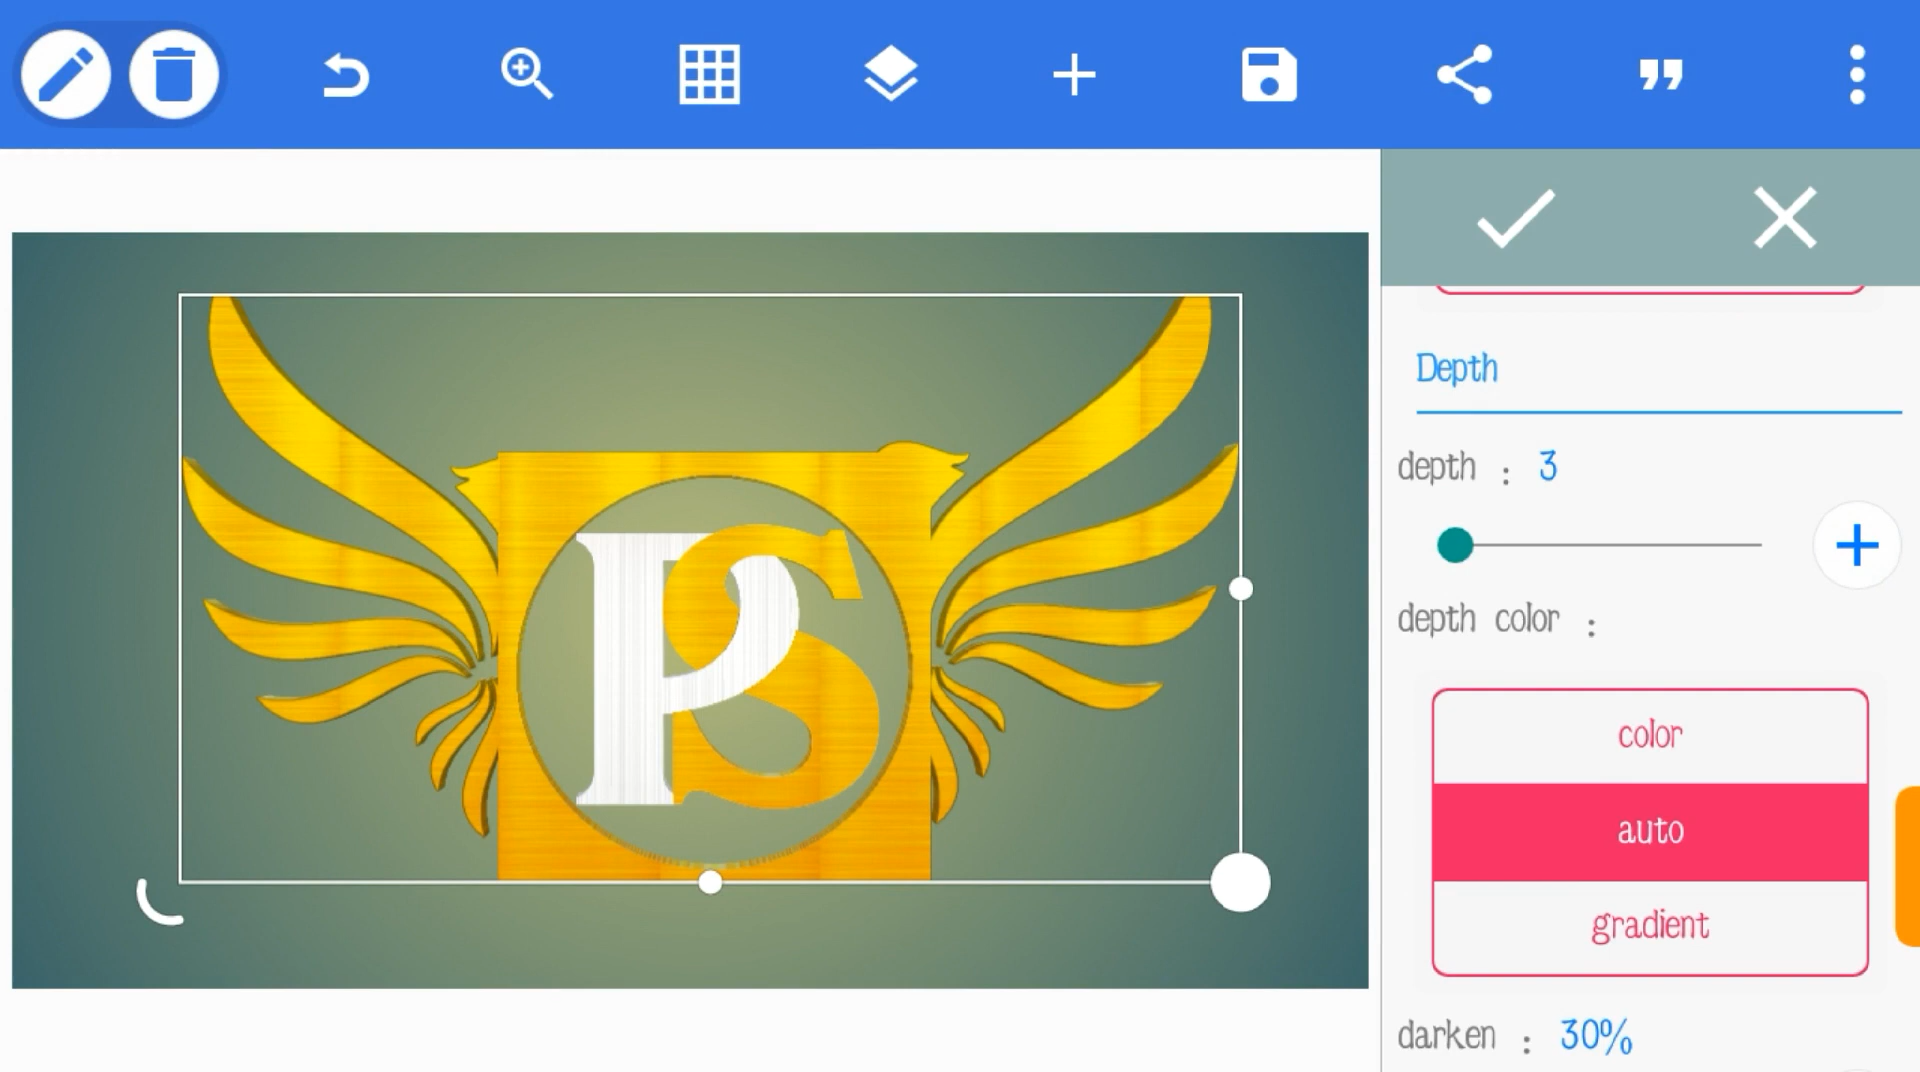 PS
Depth
depth : 3
depth color :
color
auto
gradient
darken : 30%